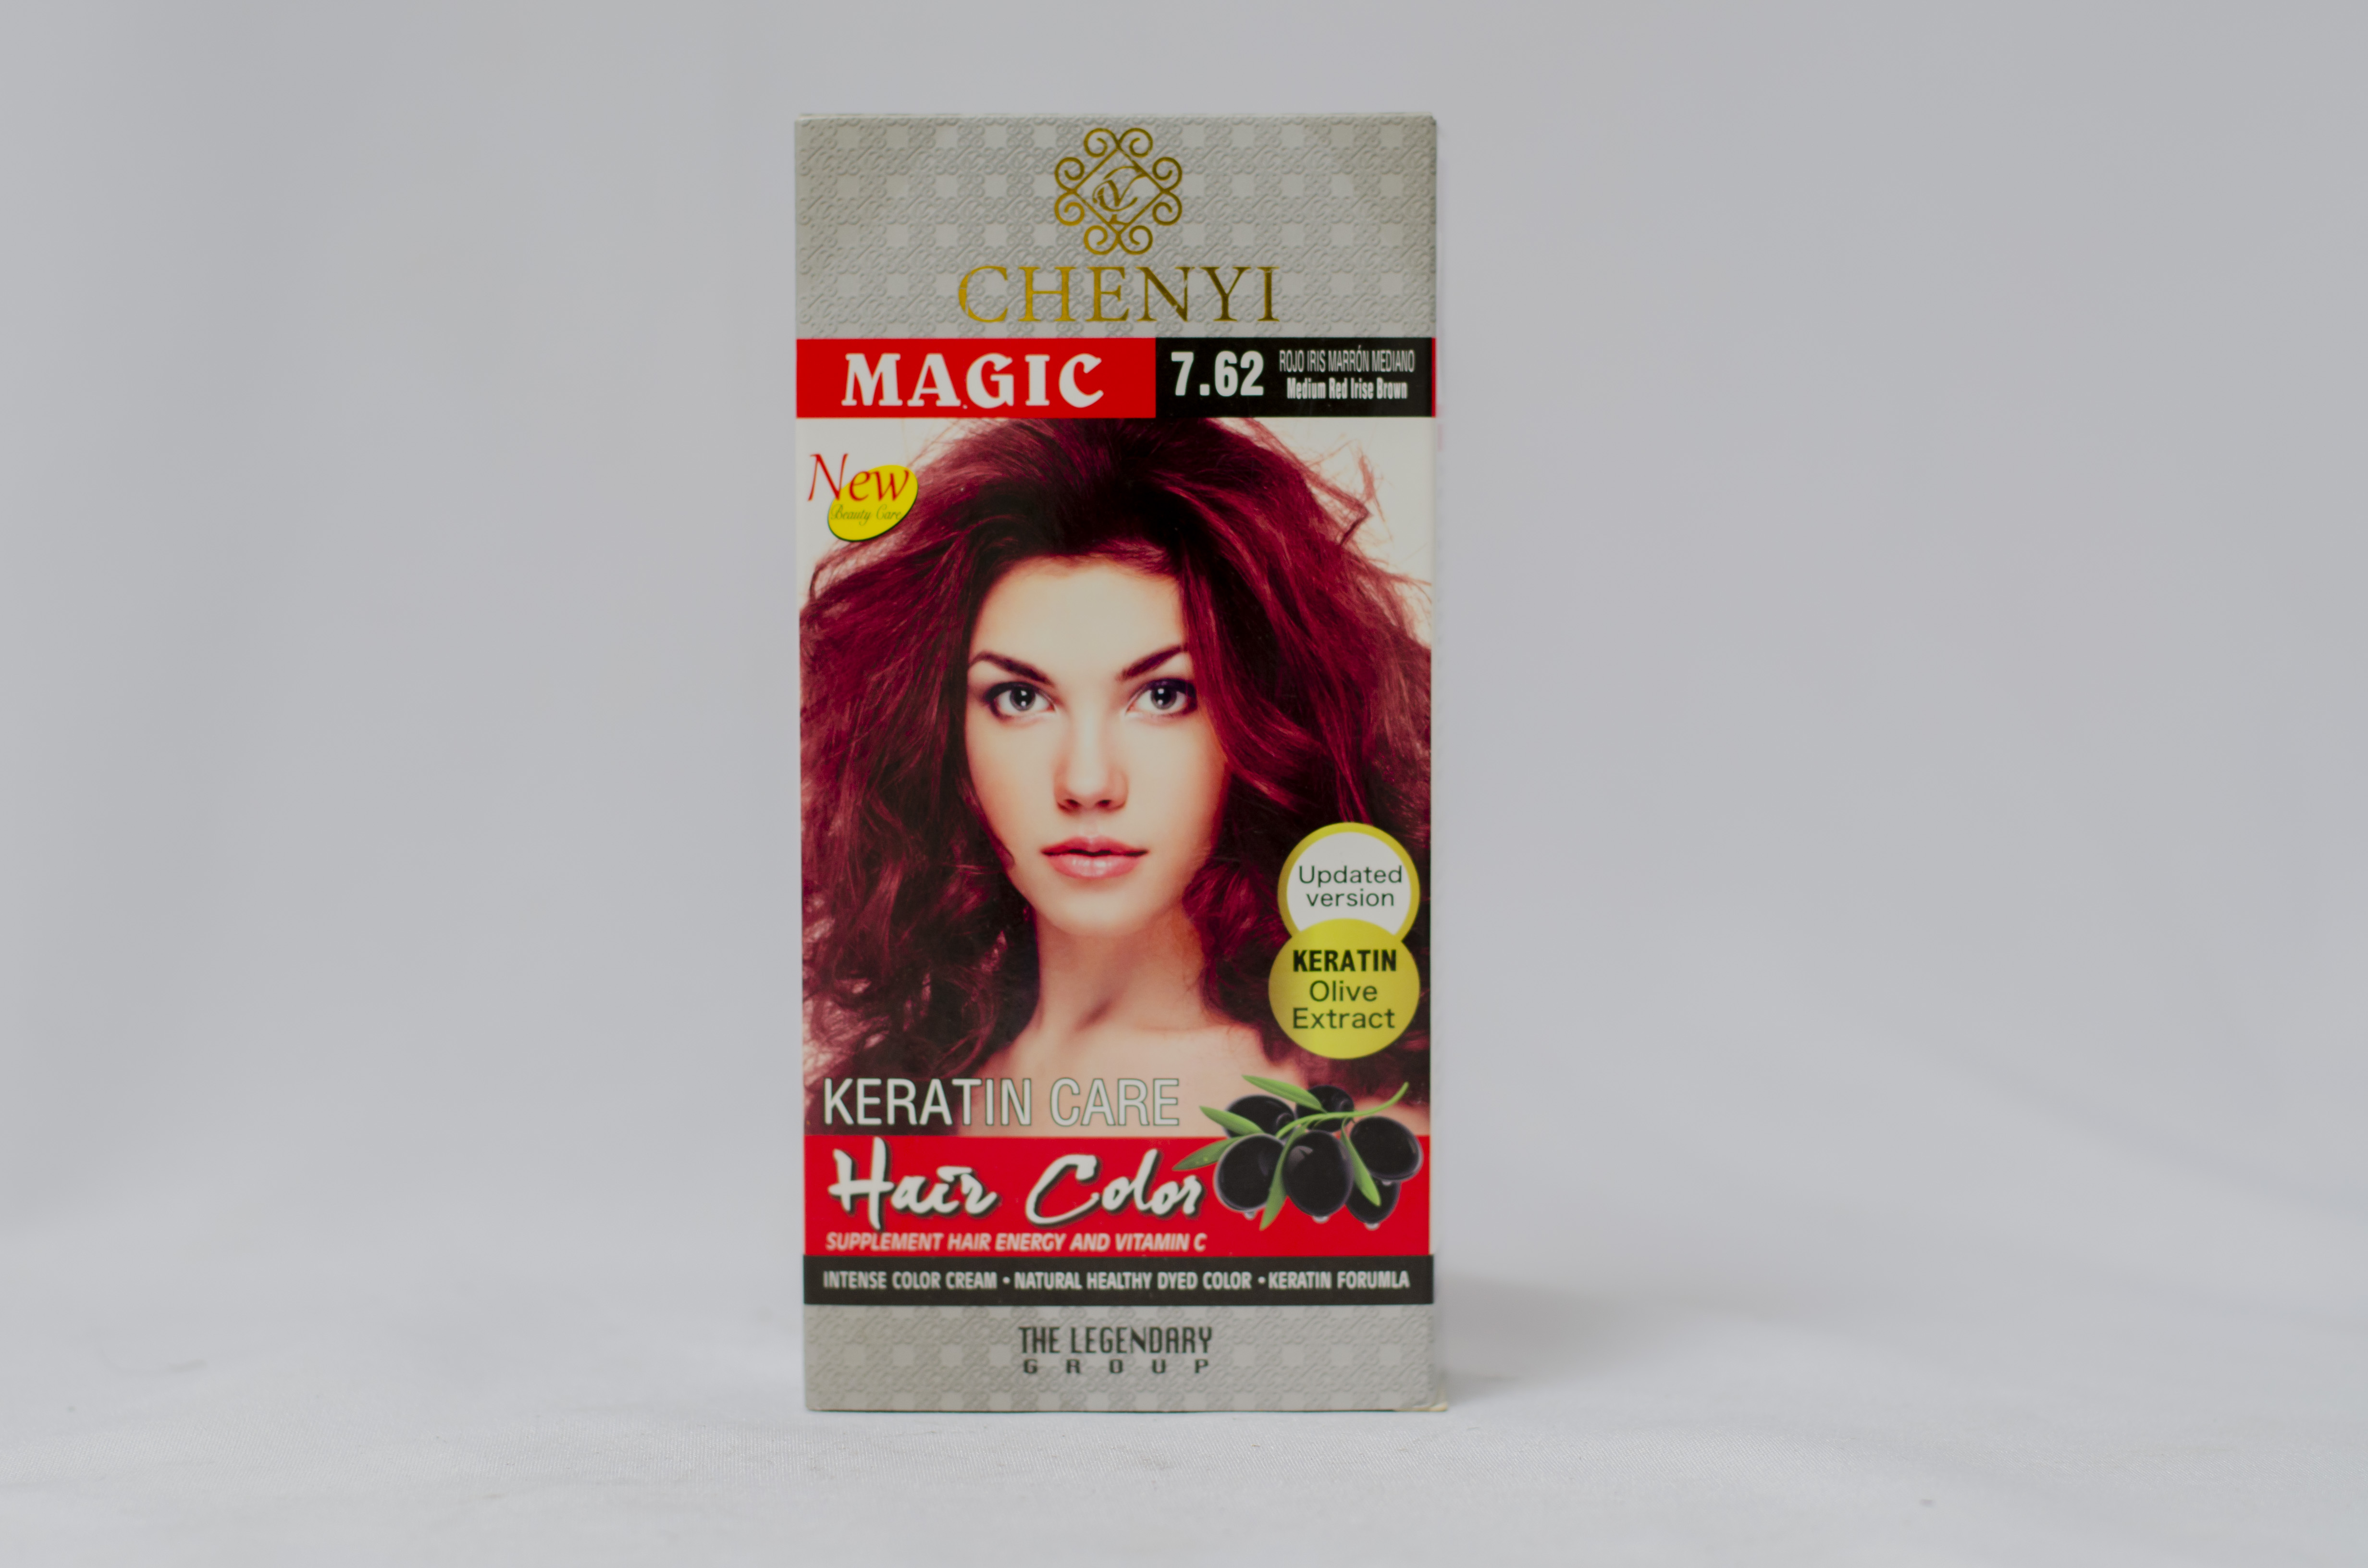 CHENYI
MAGIC
7.62
ROJO IRIS MARRÓN MEDIANO
Medium Red Irise Brown
New
Beauty Care
Updated
version
KERATIN
Olive
Extract
KERATIN CARE
Hair Color
SUPPLEMENT HAIR ENERGY AND VITAMIN C
INTENSE COLOR CREAM • NATURAL HEALTHY DYED COLOR • KERATIN FORUMLA
THE LEGENDARY
GROUP